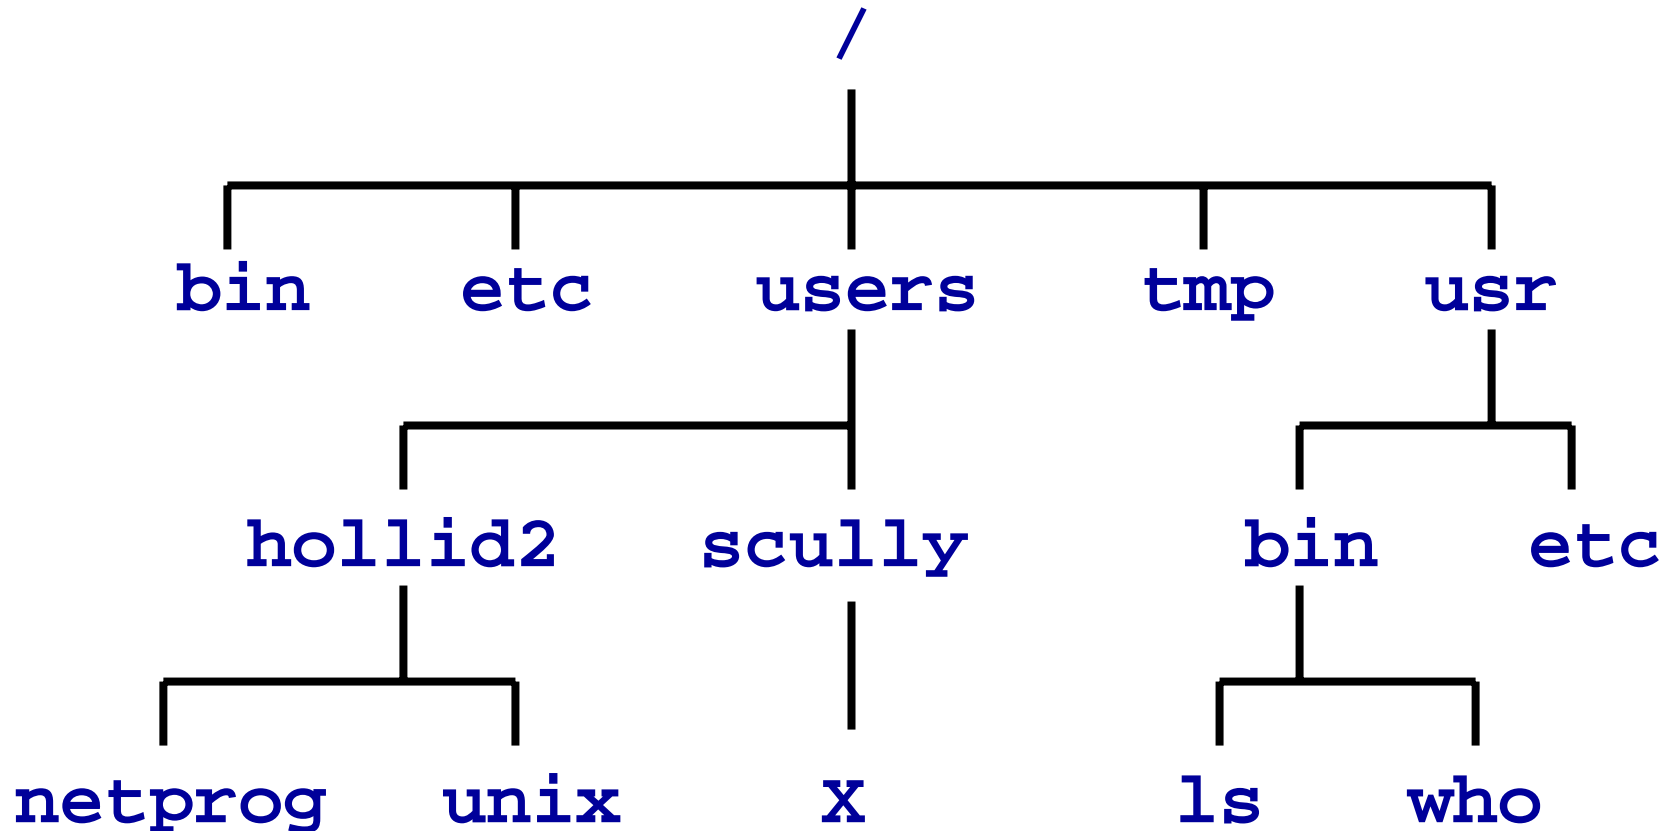 /
bin etc users tmp usr
hollid2 scully bin etc
netprog unix X ls who